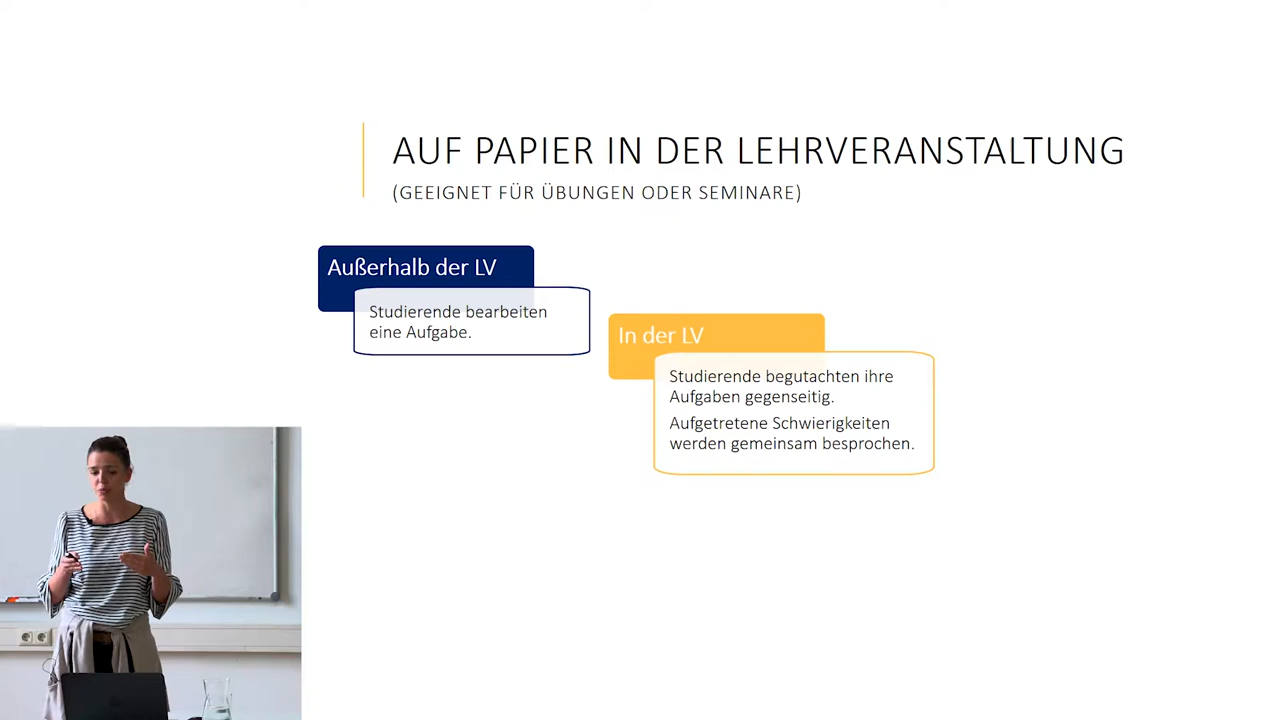 AUF PAPIER IN DER LEHRVERANSTALTUNG
(GEEIGNET FÜR ÜBUNGEN ODER SEMINARE)
Außerhalb der LV
Studierende bearbeiten
eine Aufgabe.
In der LV
Studierende begutachten ihre
Aufgaben gegenseitig.
Aufgetretene Schwierigkeiten
werden gemeinsam besprochen.